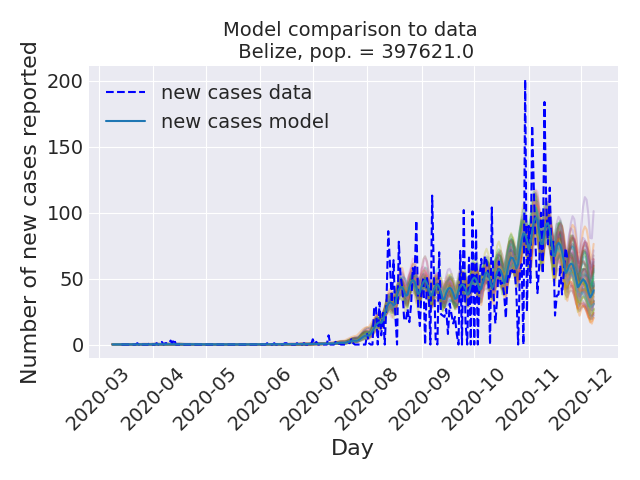 Model comparison to data
Belize, pop. = 397621.0
Number of new cases reported
200
150
100
50
0
new cases data
new cases model
2020-03
2020-04
2020-05
2020-06
2020-07
2020-08
2020-09
2020-10
2020-11
2020-12
Day